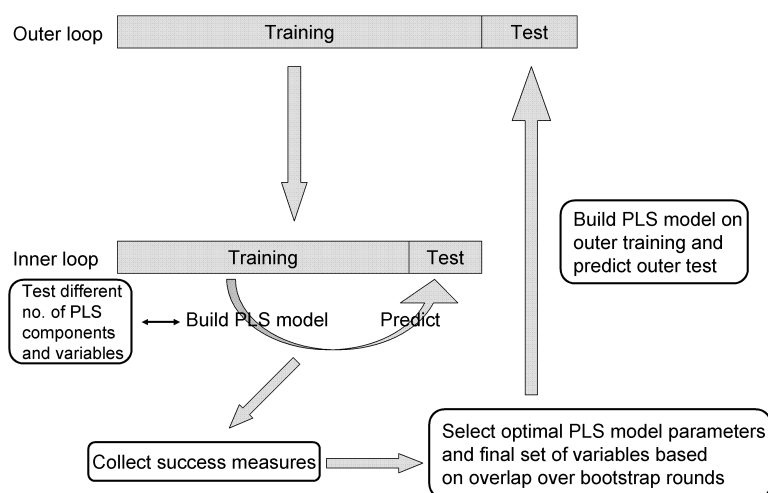 Outer loop
Training
Test
Inner loop
Training
Test
Test different
no. of PLS
components
and variables
Build PLS model
Predict
Build PLS model on
outer training and
predict outer test
Collect success measures
Select optimal PLS model parameters
and final set of variables based
on overlap over bootstrap rounds